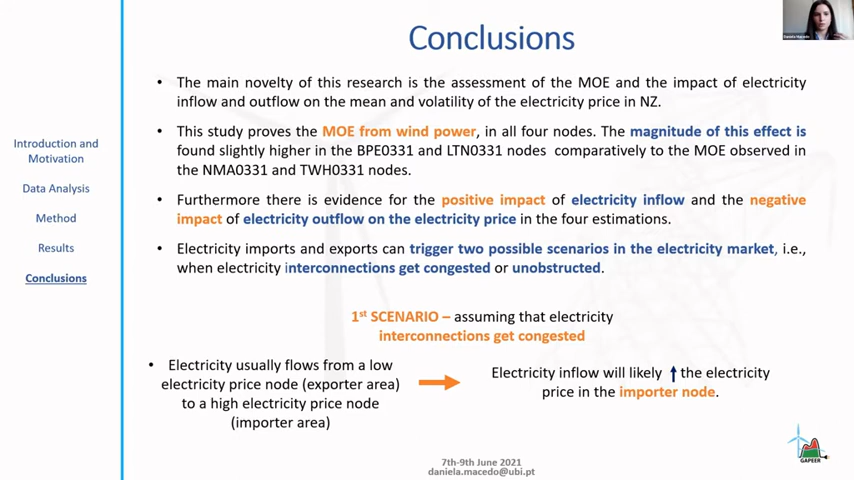 Conclusions
Daniela Macedo
• The main novelty of this research is the assessment of the MOE and the impact of electricity
inflow and outflow on the mean and volatility of the electricity price in NZ.
• This study proves the MOE from wind power, in all four nodes. The magnitude of this effect is
found slightly higher in the BPE0331 and LTN0331 nodes comparatively to the MOE observed in
the NMA0331 and TWH0331 nodes.
• Furthermore there is evidence for the positive impact of electricity inflow and the negative
impact of electricity outflow on the electricity price in the four estimations.
• Electricity imports and exports can trigger two possible scenarios in the electricity market, i.e.,
when electricity interconnections get congested or unobstructed.
Introduction and
Motivation
Data Analysis
Method
Results
Conclusions
1st SCENARIO – assuming that electricity
interconnections get congested
• Electricity usually flows from a low
electricity price node (exporter area)
to a high electricity price node
(importer area)
Electricity inflow will likely ↑ the electricity
price in the importer node.
7th-9th June 2021
daniela.macedo@ubi.pt
GAPEER